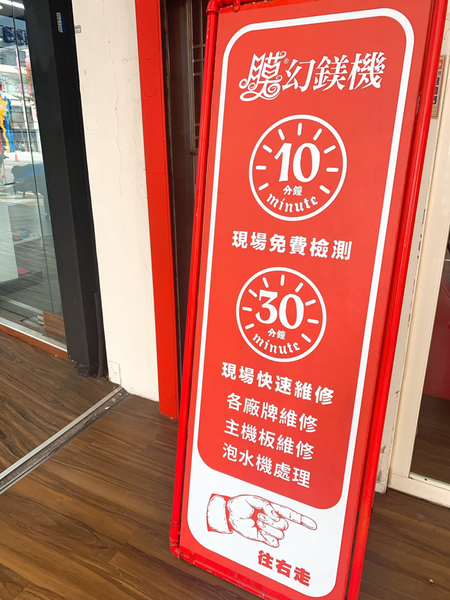 膜®幻鎂機
10
分鐘
minute
現場免費檢測
30
分鐘
minute
現場快速維修
各廠牌維修
主機板維修
泡水機處理
往右走